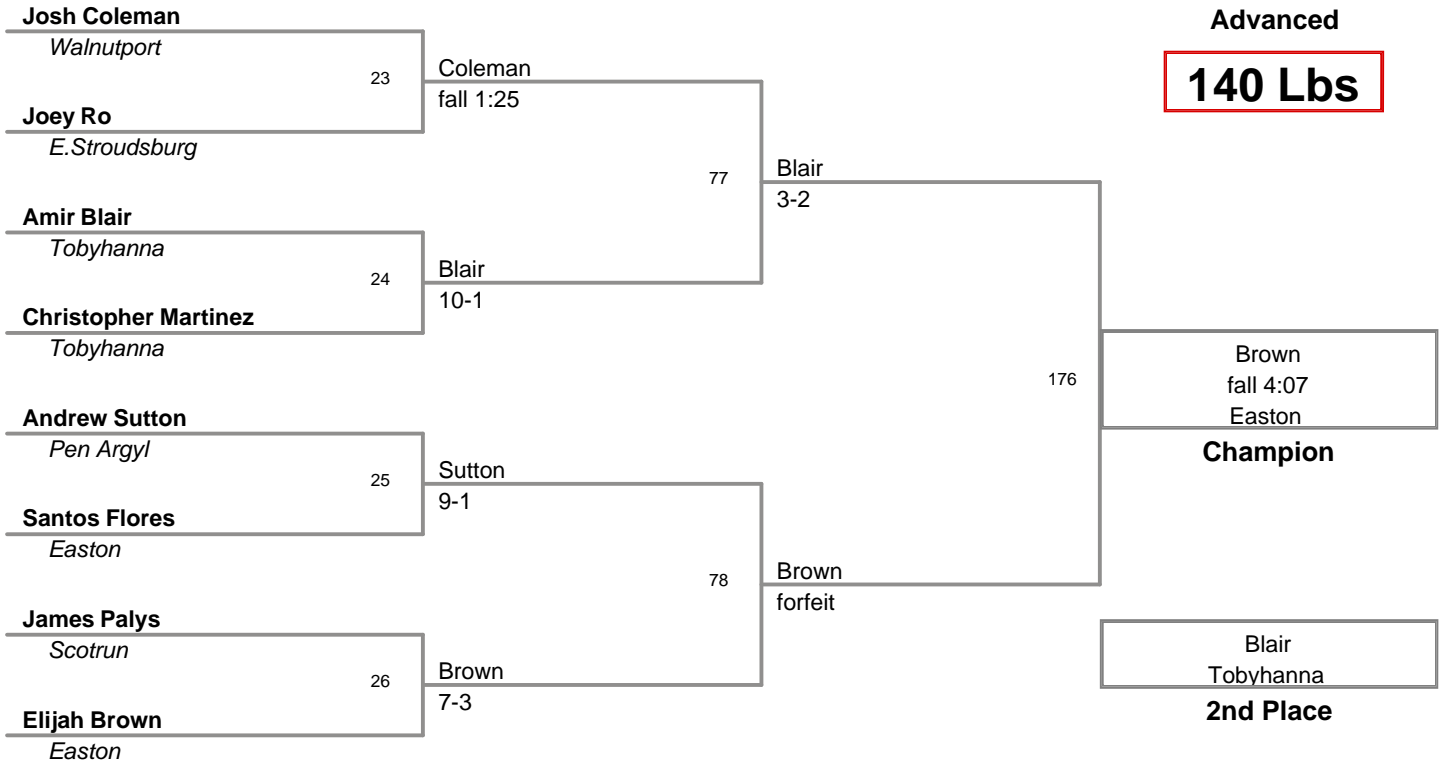 Josh Coleman
Walnutport
23
Coleman
fall 1:25
Joey Ro
E.Stroudsburg
77
Blair
3-2
Amir Blair
Tobyhanna
24
Blair
10-1
Christopher Martinez
Tobyhanna
176
Andrew Sutton
Pen Argyl
25
Sutton
9-1
Santos Flores
Easton
78
Brown
forfeit
James Palys
Scotrun
26
Brown
7-3
Elijah Brown
Easton
Advanced
140 Lbs
Brown
fall 4:07
Easton
Champion
Blair
Tobyhanna
2nd Place